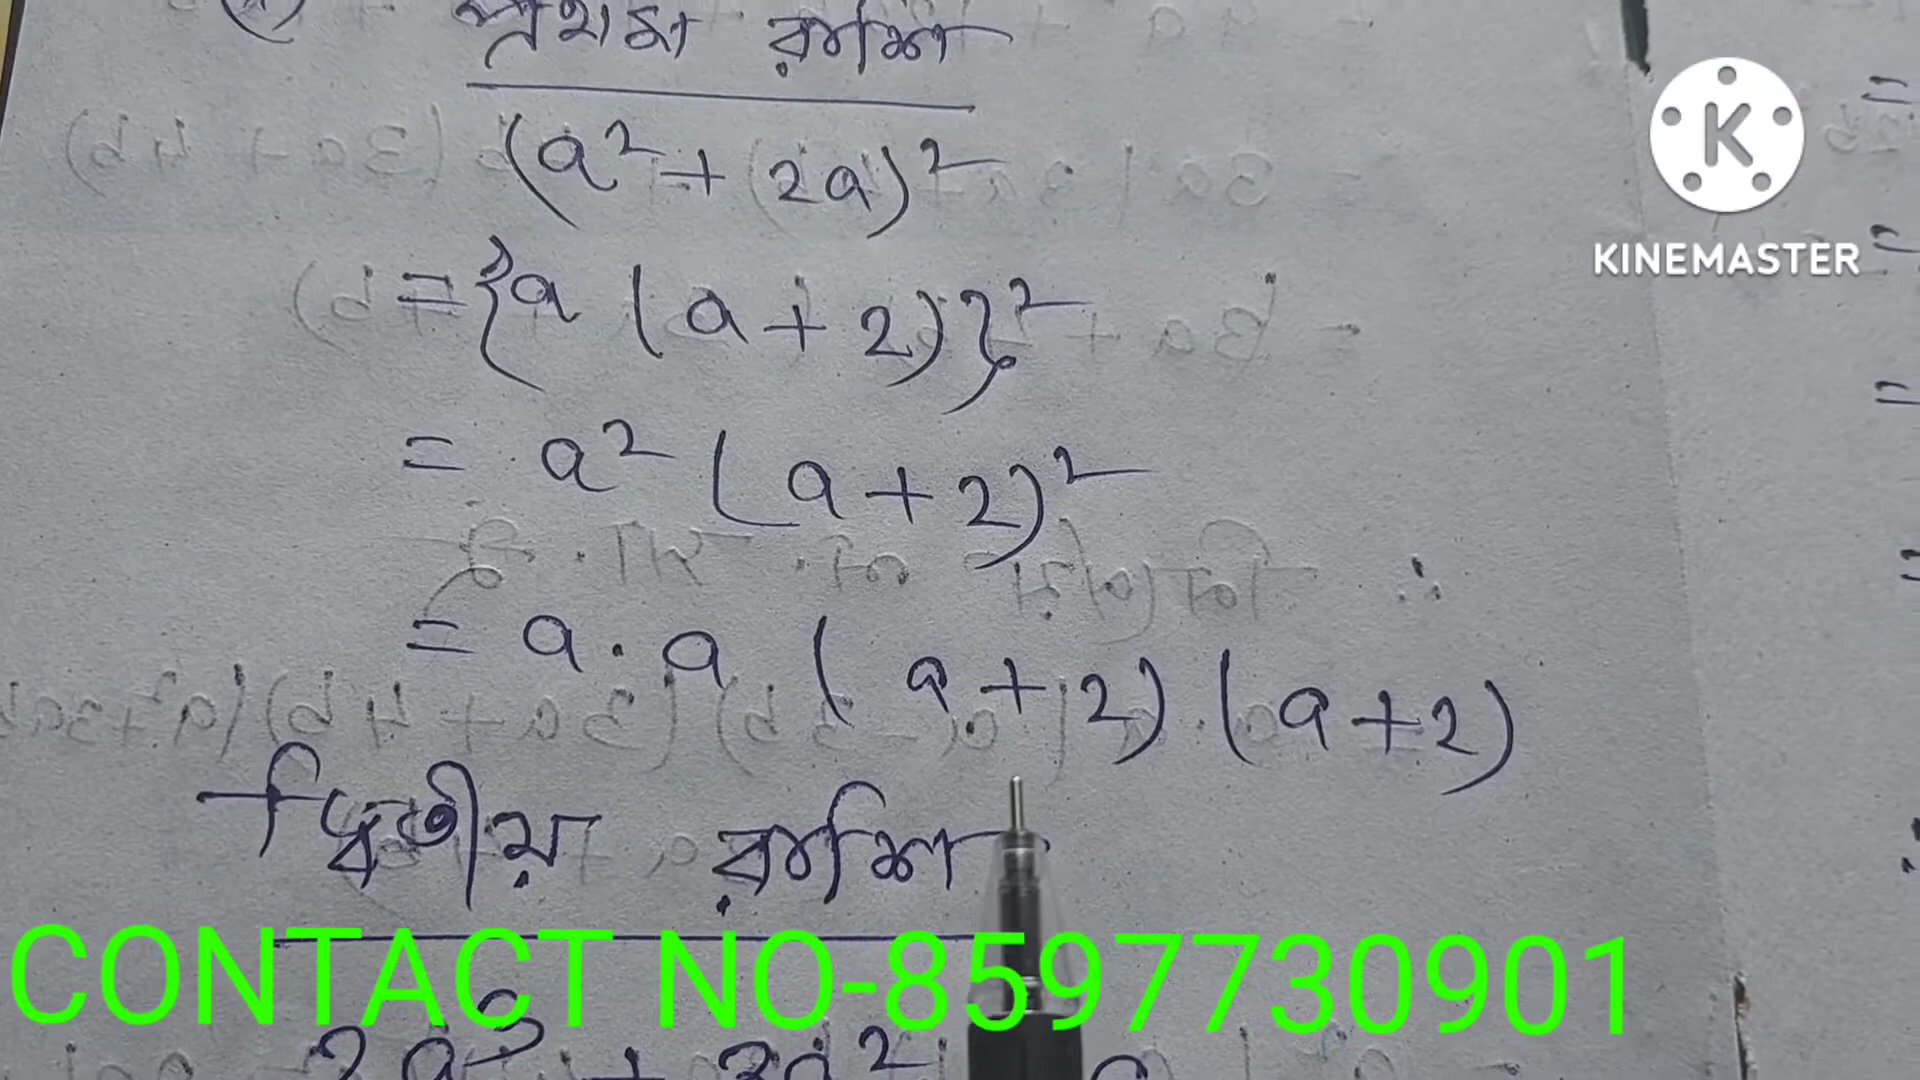 প্রথম রাশি
(a² + 2a)²
= {a (a + 2)}²
= a² (a + 2)²
= a · a (a + 2) (a + 2)
দ্বিতীয় রাশি
CONTACT NO-8597730901
K
KINEMASTER